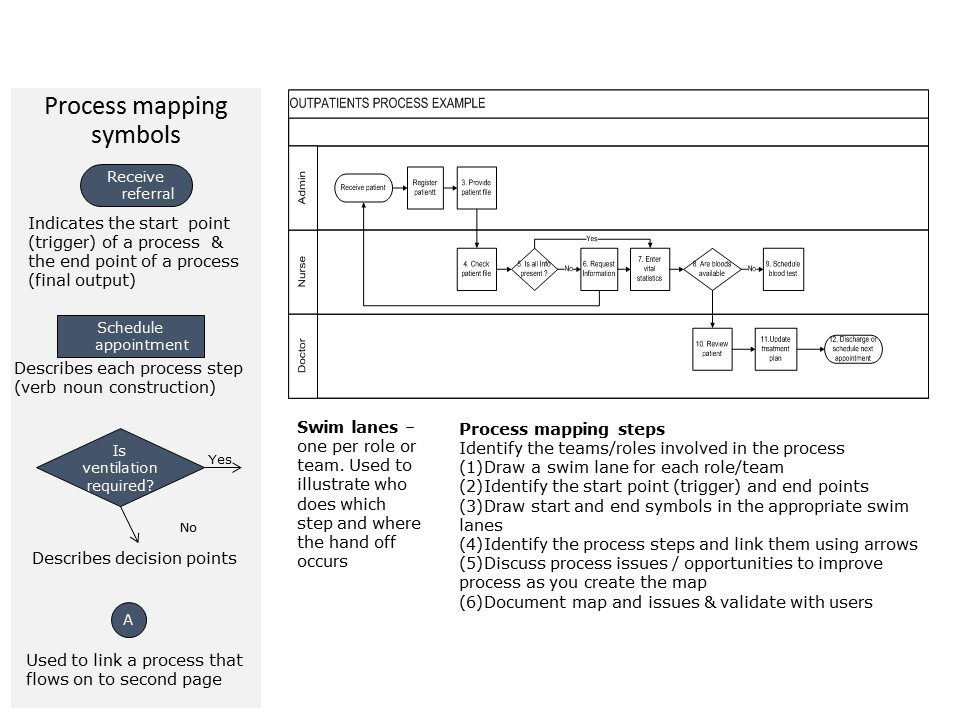 Process mapping
symbols
Receive
referral
Indicates the start point
(trigger) of a process &
the end point of a process
(final output)
Schedule
appointment
Describes each process step
(verb noun construction)
Is
ventilation
required?
Yes
No
Describes decision points
A
Used to link a process that
flows on to second page
OUTPATIENTS PROCESS EXAMPLE
Admin
Receive patient
Register
patientt
3. Provide
patient file
Nurse
4. Check
patient file
5. Is all Info
present ?
Yes
No
6. Request
Information
7. Enter
vital
statistics
8. Are bloods
available
No
9. Schedule
blood test
Doctor
10. Review
patient
11.Update
treatment
plan
12. Discharge or
schedule next
appointment
Swim lanes –
one per role or
team. Used to
illustrate who
does which
step and where
the hand off
occurs
Process mapping steps
Identify the teams/roles involved in the process
(1)Draw a swim lane for each role/team
(2)Identify the start point (trigger) and end points
(3)Draw start and end symbols in the appropriate swim
lanes
(4)Identify the process steps and link them using arrows
(5)Discuss process issues / opportunities to improve
process as you create the map
(6)Document map and issues & validate with users